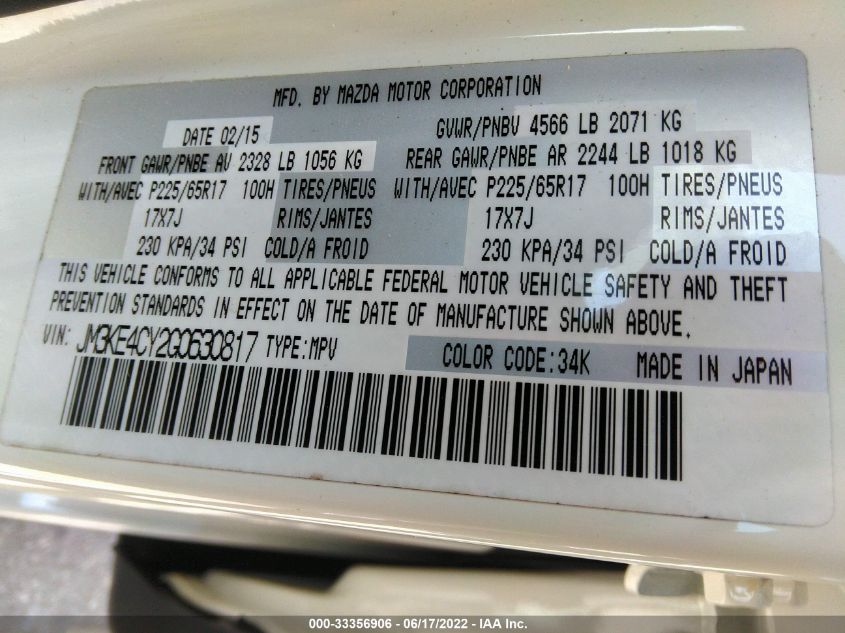 MFD. BY MAZDA MOTOR CORPORATION
DATE 02/15 GVWR/PNBV 4566 LB 2071 KG
FRONT GAWR/PNBE AV 2328 LB 1056 KG REAR GAWR/PNBE AR 2244 LB 1018 KG
WITH/AVEC P225/65R17 100H TIRES/PNEUS WITH/AVEC P225/65R17 100H TIRES/PNEUS
17X7J RIMS/JANTES 17X7J RIMS/JANTES
230 KPA/34 PSI COLD/A FROID 230 KPA/34 PSI COLD/A FROID
THIS VEHICLE CONFORMS TO ALL APPLICABLE FEDERAL MOTOR VEHICLE SAFETY AND THEFT
PREVENTION STANDARDS IN EFFECT ON THE DATE OF MANUFACTURE SHOWN ABOVE.
VIN: JM3KE4CY2G0630817 TYPE:MPV COLOR CODE:34K MADE IN JAPAN
000-33356906 - 06/17/2022 - IAA Inc.